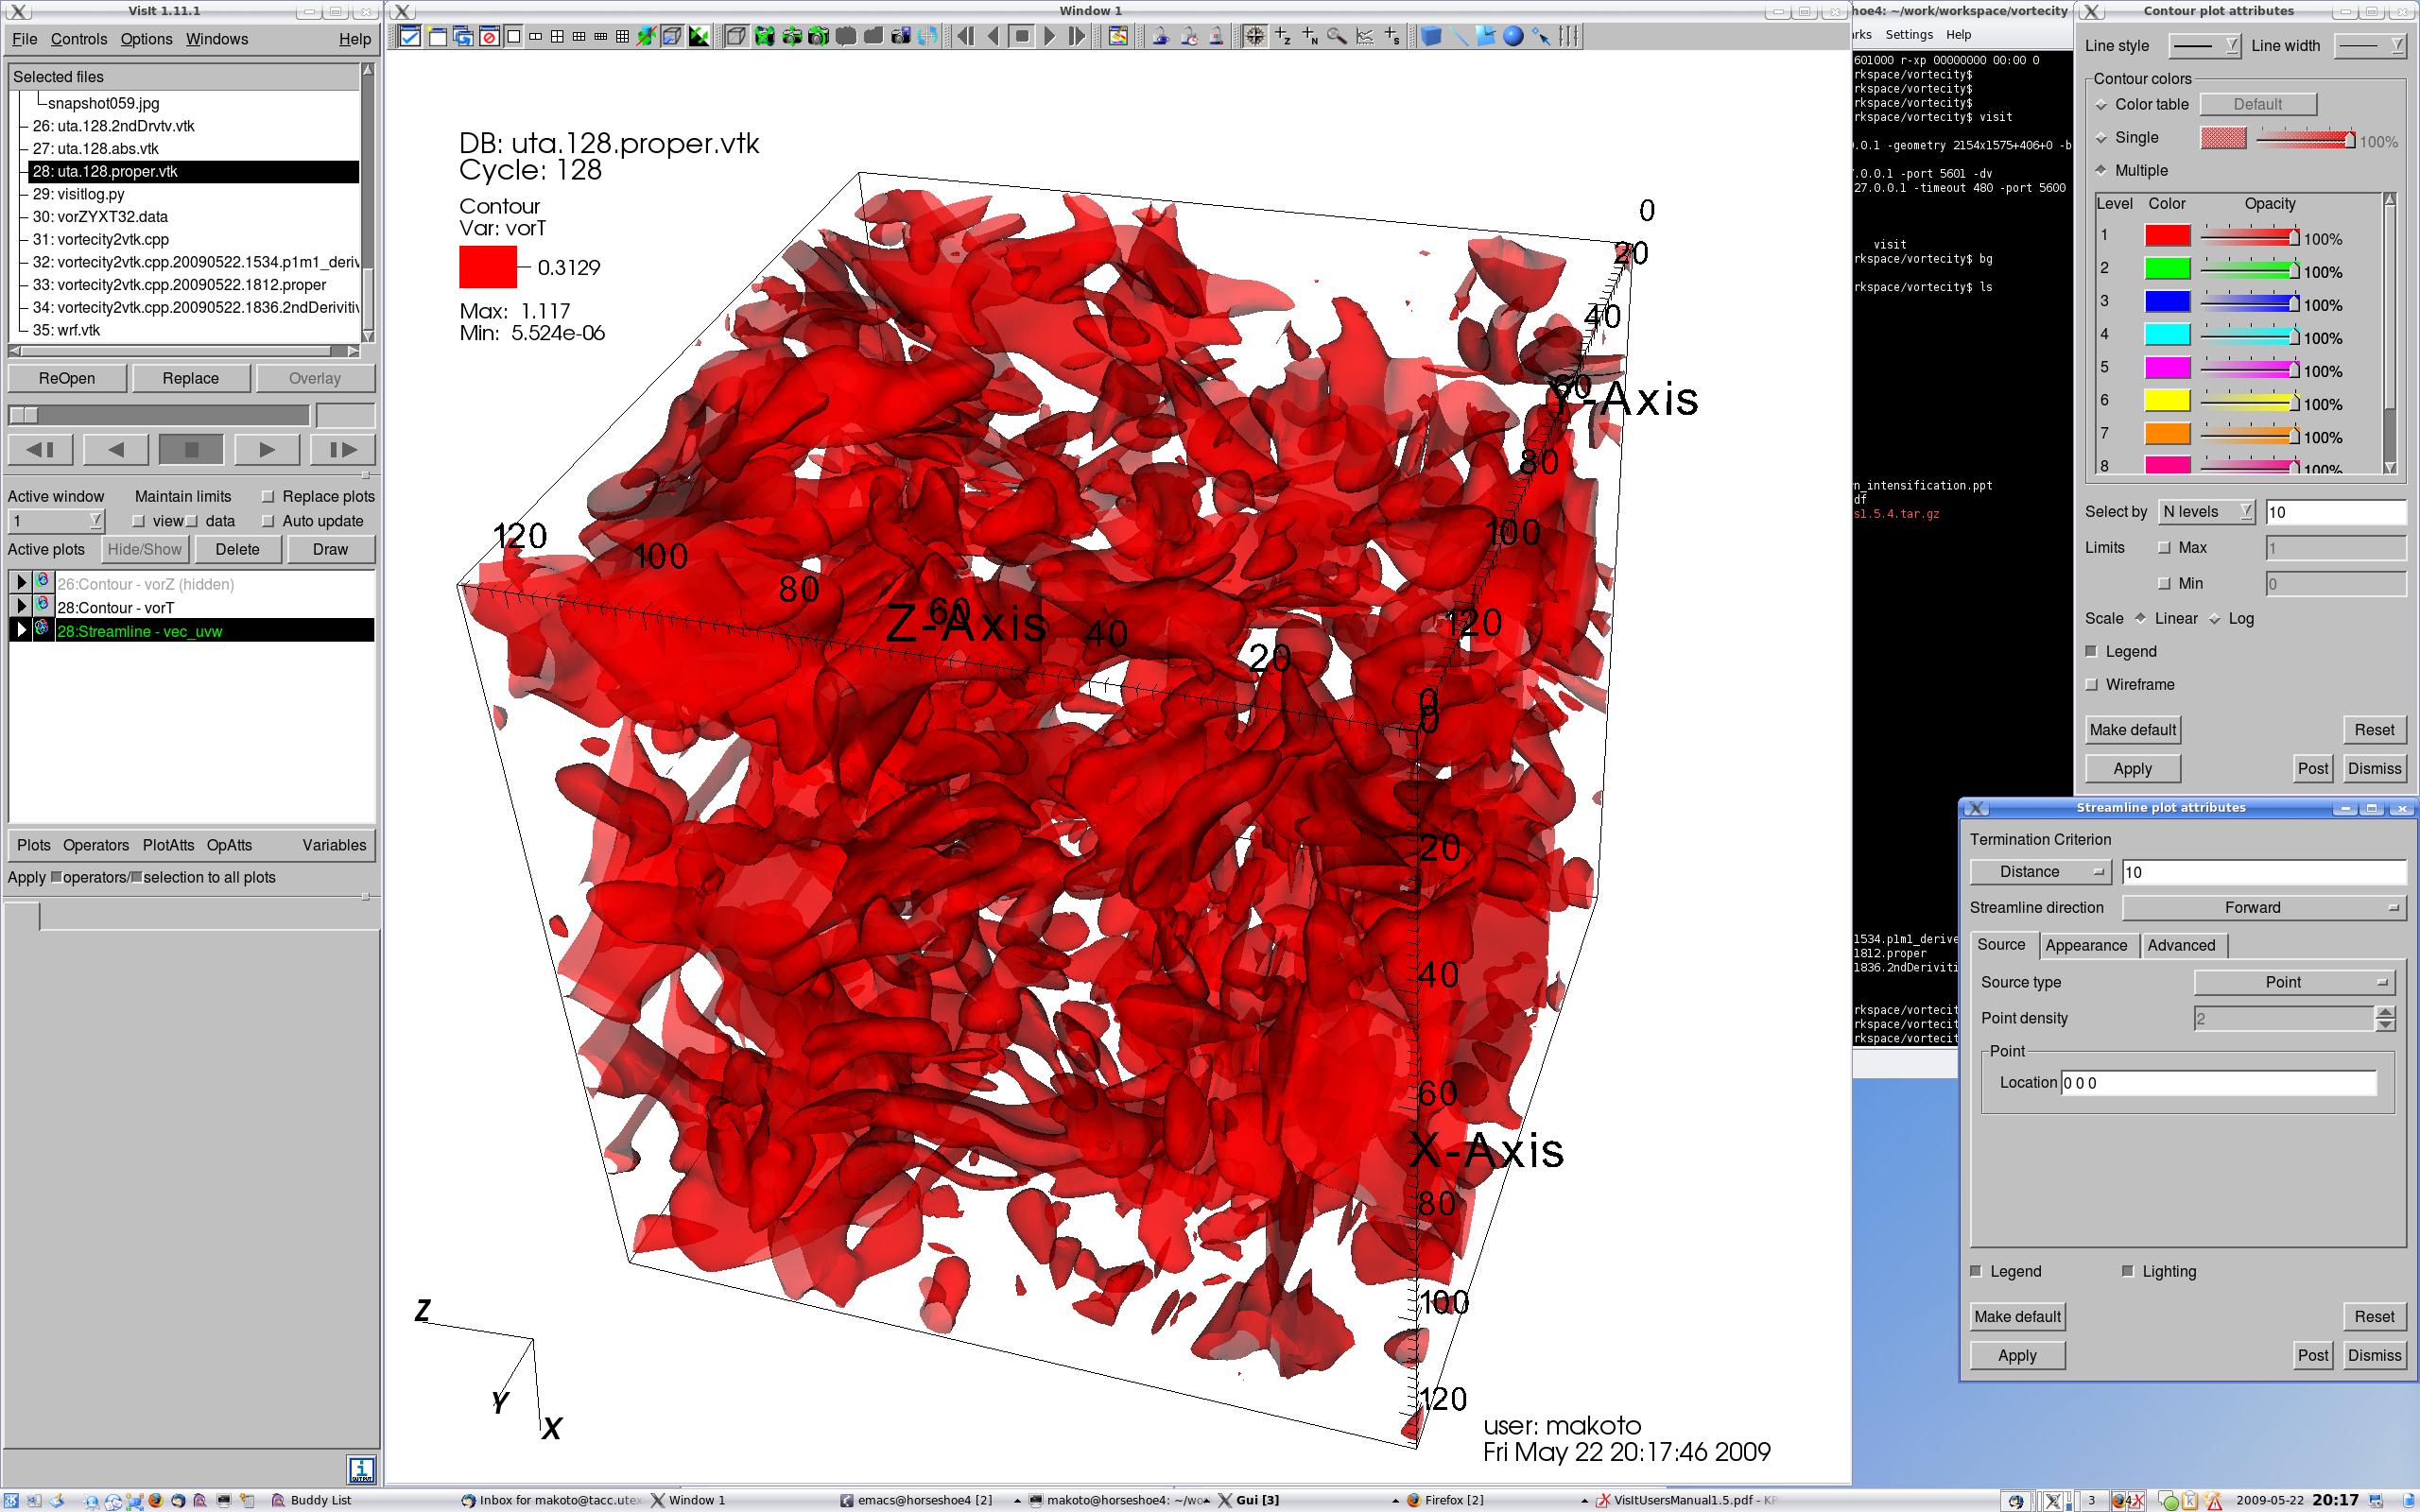 VisIt 1.11.1
File Controls Options Windows Help
Selected files
snapshot059.jpg
26: uta.128.2ndDrvtv.vtk
27: uta.128.abs.vtk
28: uta.128.proper.vtk
29: visitlog.py
30: vorZYXT32.data
31: vortecity2vtk.cpp
32: vortecity2vtk.cpp.20090522.1534.p1m1_deriv
33: vortecity2vtk.cpp.20090522.1812.proper
34: vortecity2vtk.cpp.20090522.1836.2ndDerivitiv
35: wrf.vtk
ReOpen Replace Overlay
Active window Maintain limits Replace plots
1 view data Auto update
Active plots Hide/Show Delete Draw
26:Contour - vorZ (hidden)
28:Contour - vorT
28:Streamline - vec_uvw
Plots Operators PlotAtts OpAtts Variables
Apply operators/ selection to all plots
Window 1
DB: uta.128.proper.vtk
Cycle: 128
Contour
Var: vorT
0.3129
Max: 1.117
Min: 5.524e-06
0
20
40
60
Y-Axis
80
100
120
120
100
80
60
Z-Axis
40
20
0
0
20
40
60
X-Axis
80
100
120
Z
Y
X
user: makoto
Fri May 22 20:17:46 2009
hoe4: ~/work/workspace/vortecity
rks Settings Help
601000 r-xp 00000000 00:00 0
rkspace/vortecity$
rkspace/vortecity$
rkspace/vortecity$
rkspace/vortecity$ visit
.0.1 -geometry 2154x1575+406+0 -b
.0.0.1 -port 5601 -dv
27.0.0.1 -timeout 480 -port 5600
visit
rkspace/vortecity$ bg
rkspace/vortecity$ ls
n_intensification.ppt
df
s1.5.4.tar.gz
1534.p1m1_derive
1812.proper
1836.2ndDeriviti
rkspace/vortecit
rkspace/vortecit
rkspace/vortecit
Contour plot attributes
Line style Line width
Contour colors
Color table Default
Single 100%
Multiple
Level Color Opacity
1 100%
2 100%
3 100%
4 100%
5 100%
6 100%
7 100%
8 100%
Select by N levels 10
Limits Max 1
Min 0
Scale Linear Log
Legend
Wireframe
Make default Reset
Apply Post Dismiss
Streamline plot attributes
Termination Criterion
Distance 10
Streamline direction Forward
Source Appearance Advanced
Source type Point
Point density 2
Point
Location 0 0 0
Legend Lighting
Make default Reset
Apply Post Dismiss
Buddy List Inbox for makoto@tacc.utex Window 1 emacs@horseshoe4 [2] makoto@horseshoe4: ~/wo Gui [3] Firefox [2] VisItUsersManual1.5.pdf - KP 3 2009-05-22 20:17